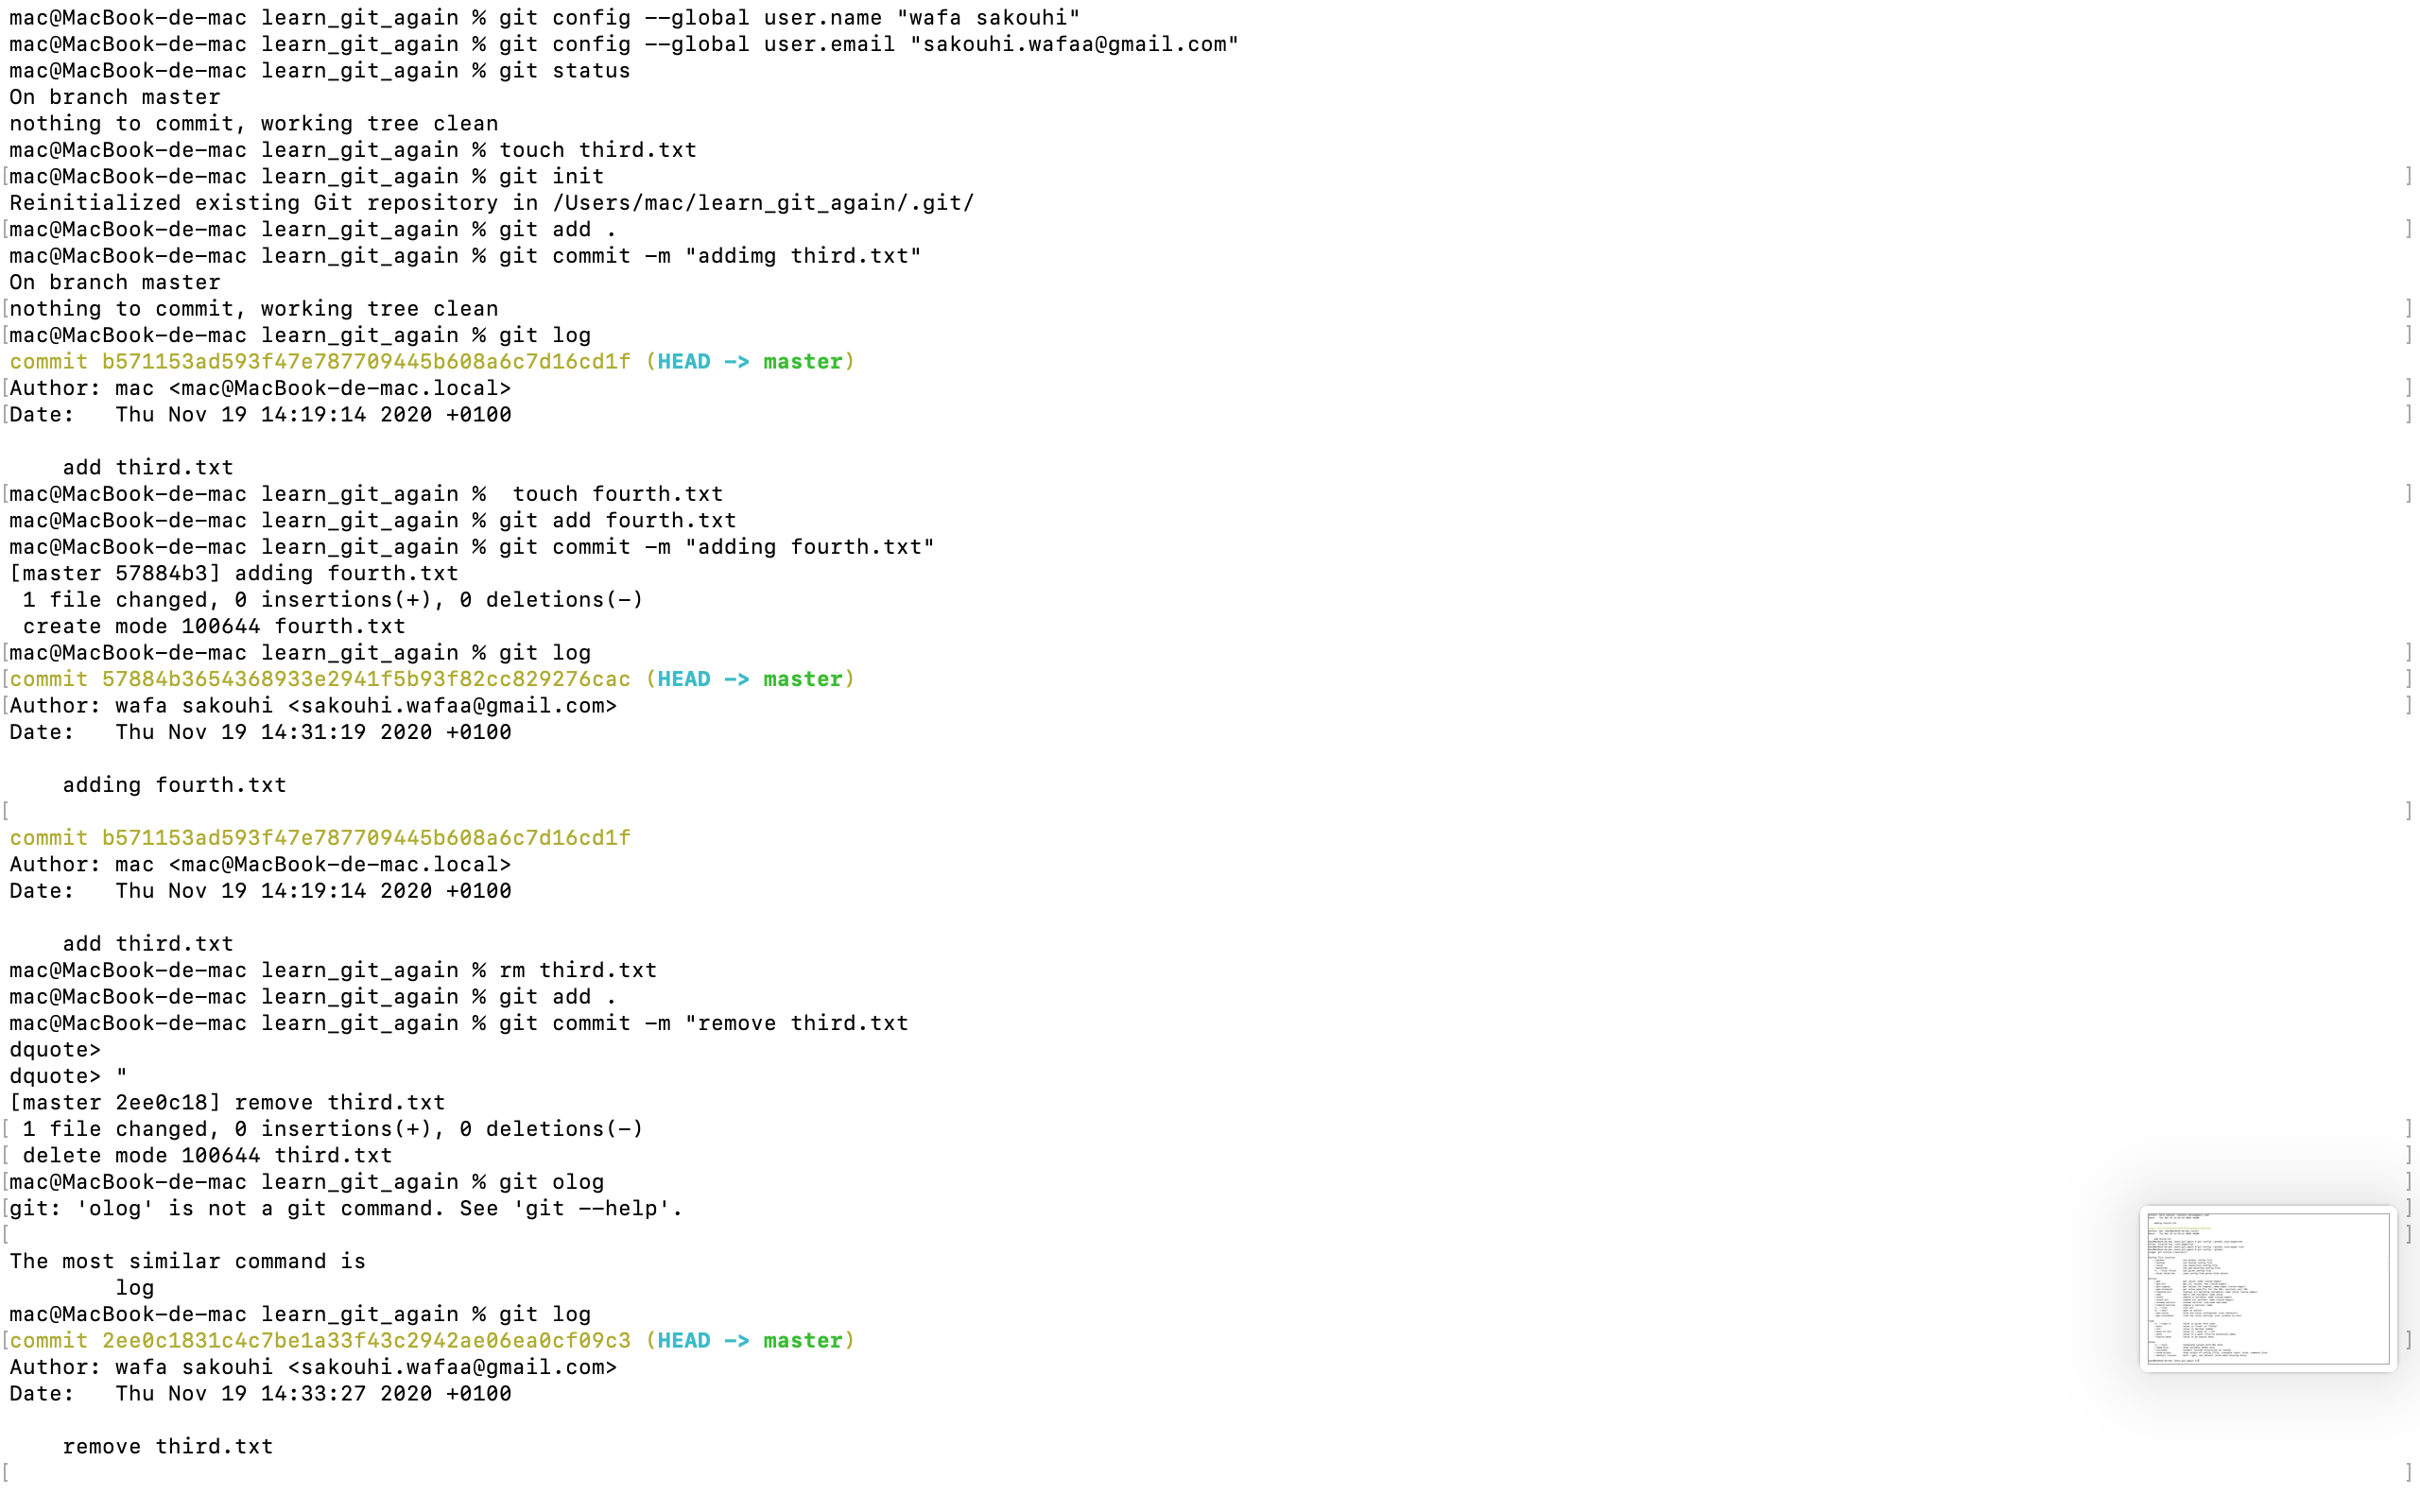 mac@MacBook-de-mac learn_git_again % git config --global user.name "wafa sakouhi"
mac@MacBook-de-mac learn_git_again % git config --global user.email "sakouhi.wafaa@gmail.com"
mac@MacBook-de-mac learn_git_again % git status
On branch master
nothing to commit, working tree clean
mac@MacBook-de-mac learn_git_again % touch third.txt
[mac@MacBook-de-mac learn_git_again % git init ]
Reinitialized existing Git repository in /Users/mac/learn_git_again/.git/
[mac@MacBook-de-mac learn_git_again % git add . ]
mac@MacBook-de-mac learn_git_again % git commit -m "addimg third.txt"
On branch master
[nothing to commit, working tree clean ]
[mac@MacBook-de-mac learn_git_again % git log ]
commit b571153ad593f47e787709445b608a6c7d16cd1f (HEAD -> master)
[Author: mac <mac@MacBook-de-mac.local> ]
[Date:   Thu Nov 19 14:19:14 2020 +0100 ]
    add third.txt
[mac@MacBook-de-mac learn_git_again %  touch fourth.txt ]
mac@MacBook-de-mac learn_git_again % git add fourth.txt
mac@MacBook-de-mac learn_git_again % git commit -m "adding fourth.txt"
[master 57884b3] adding fourth.txt
 1 file changed, 0 insertions(+), 0 deletions(-)
 create mode 100644 fourth.txt
[mac@MacBook-de-mac learn_git_again % git log ]
[commit 57884b3654368933e2941f5b93f82cc829276cac (HEAD -> master) ]
[Author: wafa sakouhi <sakouhi.wafaa@gmail.com> ]
Date:   Thu Nov 19 14:31:19 2020 +0100
    adding fourth.txt
[ ]
commit b571153ad593f47e787709445b608a6c7d16cd1f
Author: mac <mac@MacBook-de-mac.local>
Date:   Thu Nov 19 14:19:14 2020 +0100
    add third.txt
mac@MacBook-de-mac learn_git_again % rm third.txt
mac@MacBook-de-mac learn_git_again % git add .
mac@MacBook-de-mac learn_git_again % git commit -m "remove third.txt
dquote>
dquote> "
[master 2ee0c18] remove third.txt
[ 1 file changed, 0 insertions(+), 0 deletions(-) ]
[ delete mode 100644 third.txt ]
[mac@MacBook-de-mac learn_git_again % git olog ]
[git: 'olog' is not a git command. See 'git --help'. ]
[ ]
The most similar command is
        log
mac@MacBook-de-mac learn_git_again % git log
[commit 2ee0c1831c4c7be1a33f43c2942ae06ea0cf09c3 (HEAD -> master) ]
Author: wafa sakouhi <sakouhi.wafaa@gmail.com>
Date:   Thu Nov 19 14:33:27 2020 +0100
    remove third.txt
[ ]